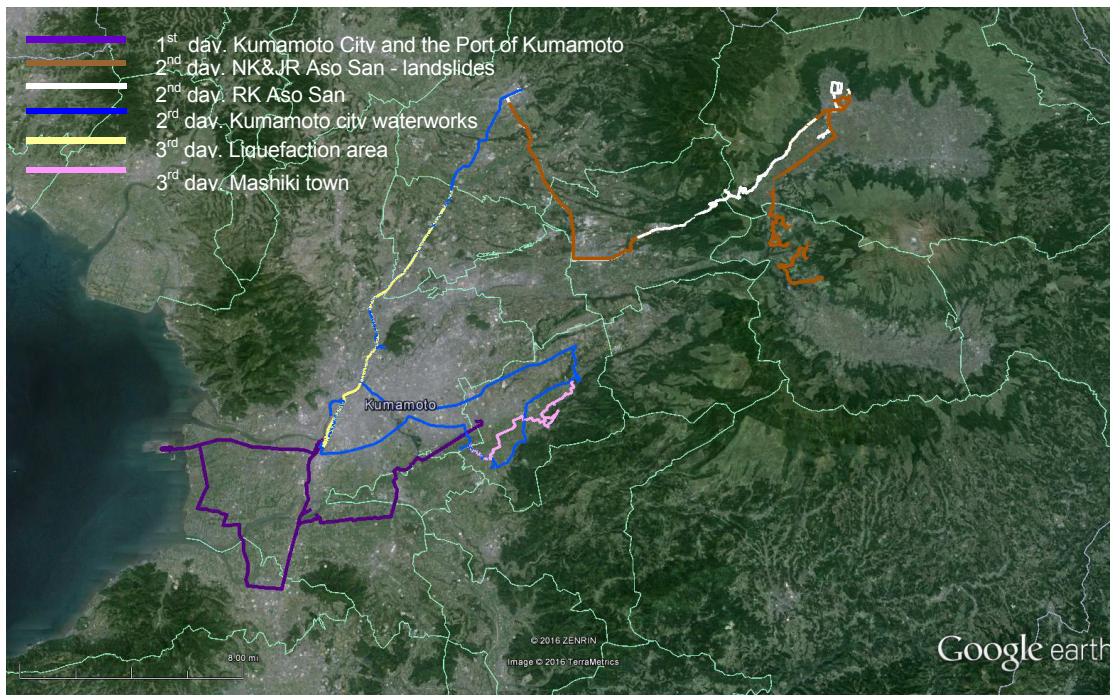 1st day. Kumamoto City and the Port of Kumamoto
2nd day. NK&JR Aso San - landslides
2nd day. RK Aso San
2rd day. Kumamoto city waterworks
3rd day. Liquefaction area
3rd day. Mashiki town
Kumamoto
© 2016 ZENRIN
Image © 2016 TerraMetrics
Google earth
8.00 mi